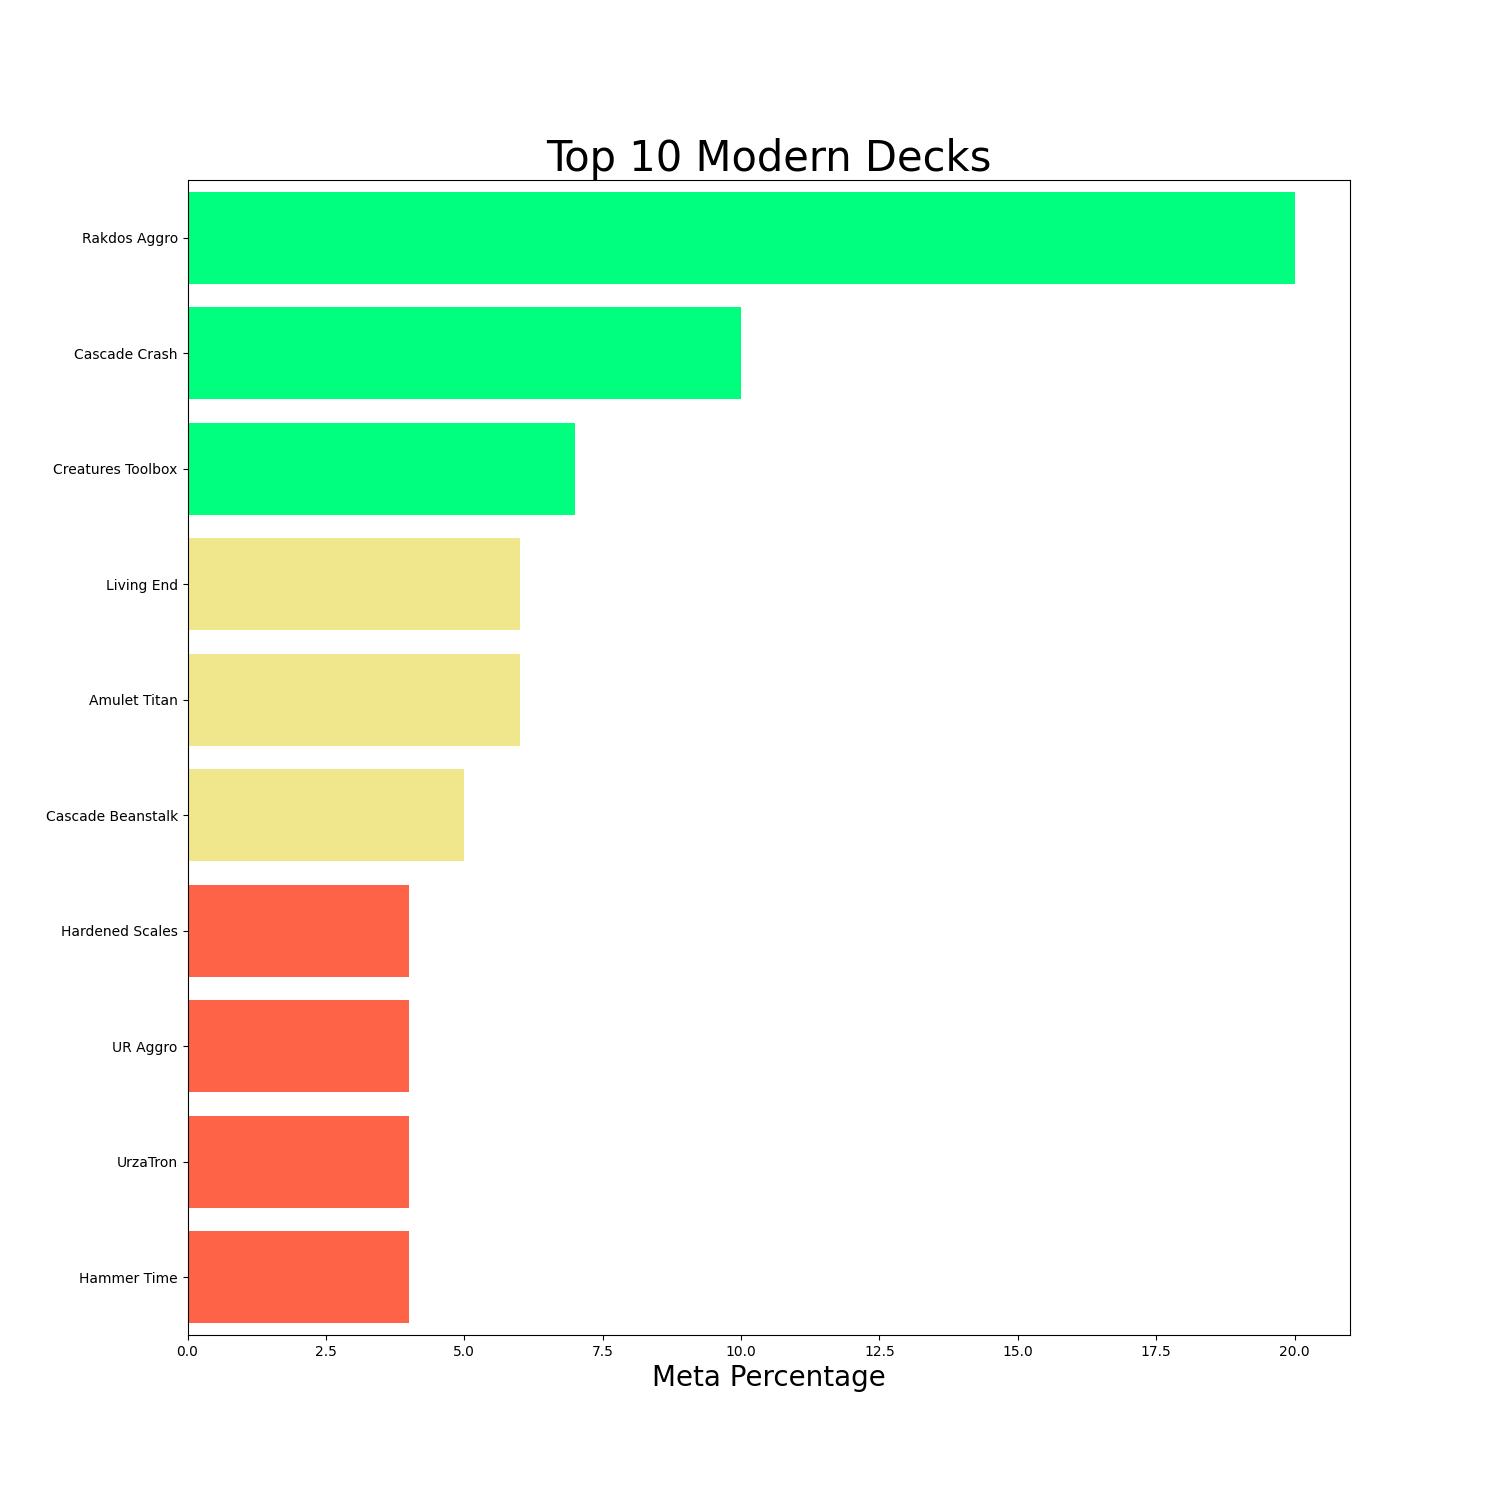 Top 10 Modern Decks
Rakdos Aggro
Cascade Crash
Creatures Toolbox
Living End
Amulet Titan
Cascade Beanstalk
Hardened Scales
UR Aggro
UrzaTron
Hammer Time
0.0 2.5 5.0 7.5 10.0 12.5 15.0 17.5 20.0
Meta Percentage